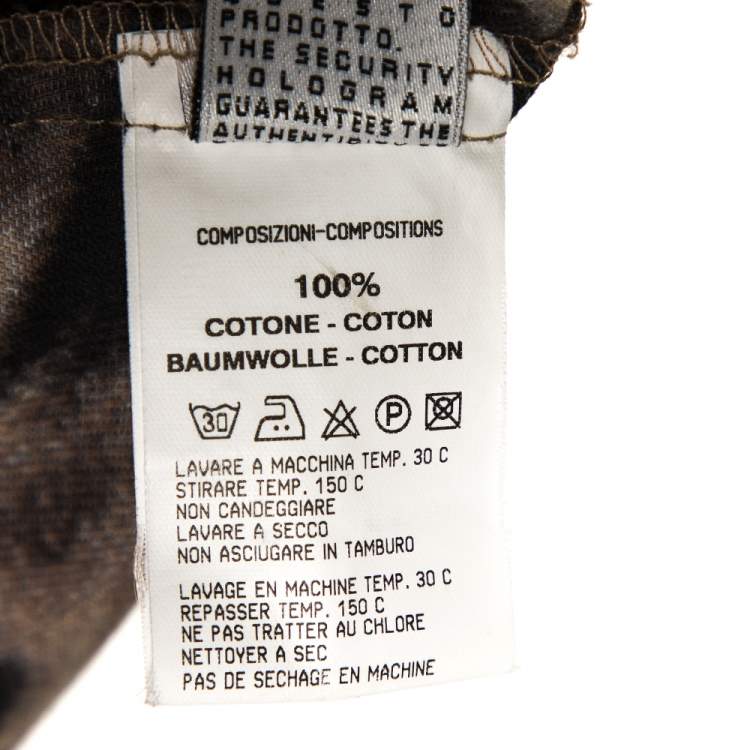 QUESTO
PRODOTTO.
THE SECURITY
HOLOGRAM
GUARANTEES THE
COMPOSIZIONI-COMPOSITIONS
100%
COTONE - COTON
BAUMWOLLE - COTTON
30 P
LAVARE A MACCHINA TEMP. 30 C
STIRARE TEMP. 150 C
NON CANDEGGIARE
LAVARE A SECCO
NON ASCIUGARE IN TAMBURO
LAVAGE EN MACHINE TEMP. 30 C
REPASSER TEMP. 150 C
NE PAS TRATTER AU CHLORE
NETTOYER A SEC
PAS DE SECHAGE EN MACHINE